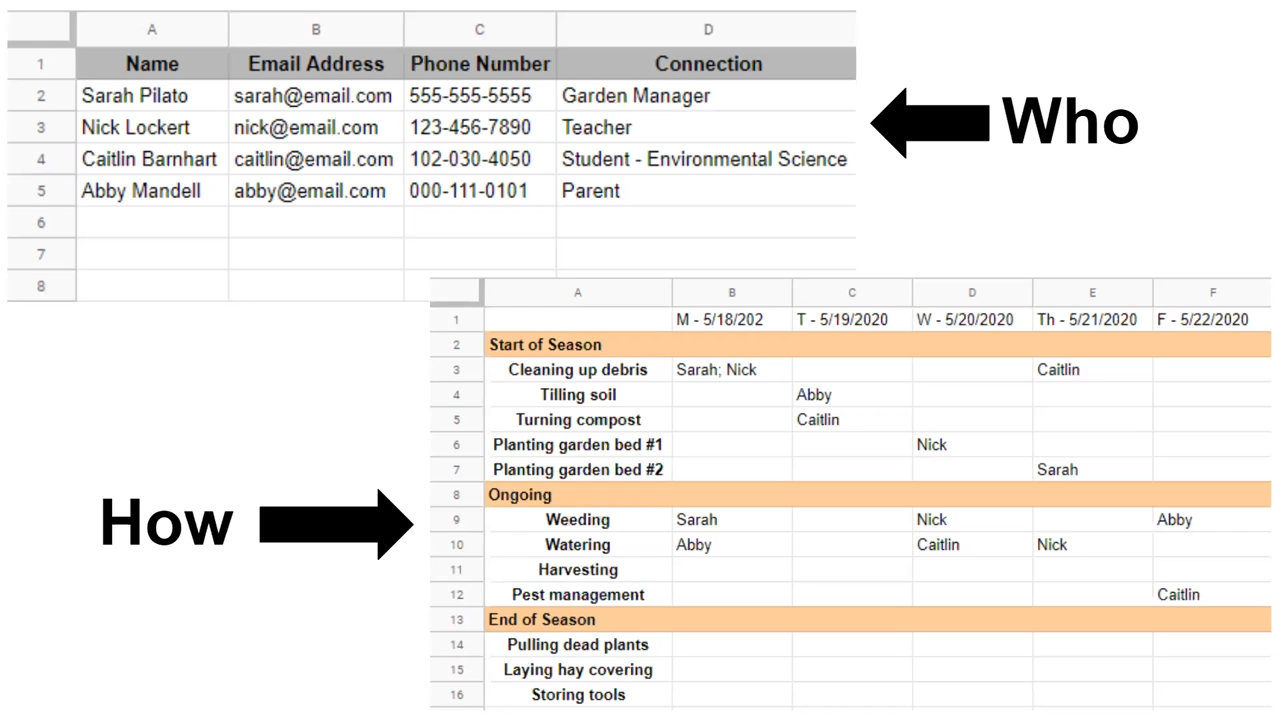 A B C D
1 Name Email Address Phone Number Connection
2 Sarah Pilato sarah@email.com 555-555-5555 Garden Manager
3 Nick Lockert nick@email.com 123-456-7890 Teacher
4 Caitlin Barnhart caitlin@email.com 102-030-4050 Student - Environmental Science
5 Abby Mandell abby@email.com 000-111-0101 Parent
6
7
8
Who
A B C D E F
1 M - 5/18/202 T - 5/19/2020 W - 5/20/2020 Th - 5/21/2020 F - 5/22/2020
2 Start of Season
3 Cleaning up debris Sarah; Nick Caitlin
4 Tilling soil Abby
5 Turning compost Caitlin
6 Planting garden bed #1 Nick
7 Planting garden bed #2 Sarah
8 Ongoing
9 Weeding Sarah Nick Abby
10 Watering Abby Caitlin Nick
11 Harvesting
12 Pest management Caitlin
13 End of Season
14 Pulling dead plants
15 Laying hay covering
16 Storing tools
How